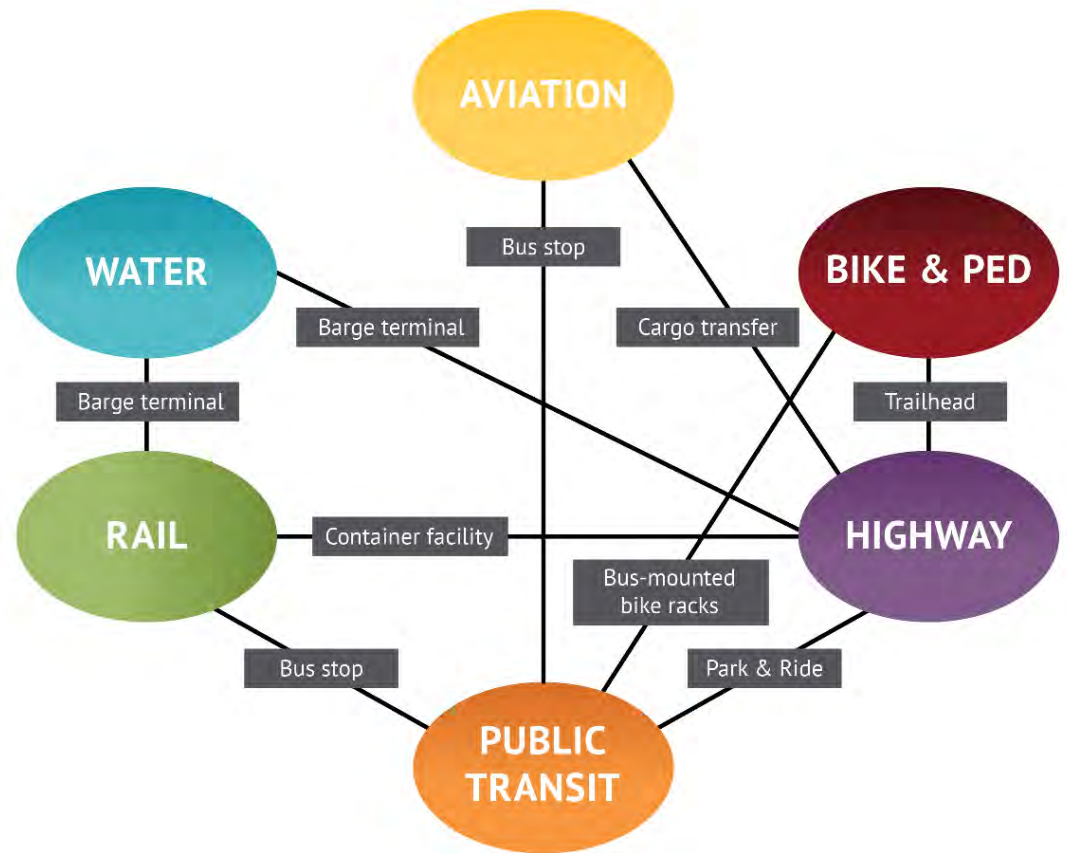 AVIATION
Bus stop
WATER
BIKE & PED
Barge terminal
Cargo transfer
Barge terminal
Trailhead
RAIL
Container facility
HIGHWAY
Bus-mounted
bike racks
Bus stop
Park & Ride
PUBLIC
TRANSIT